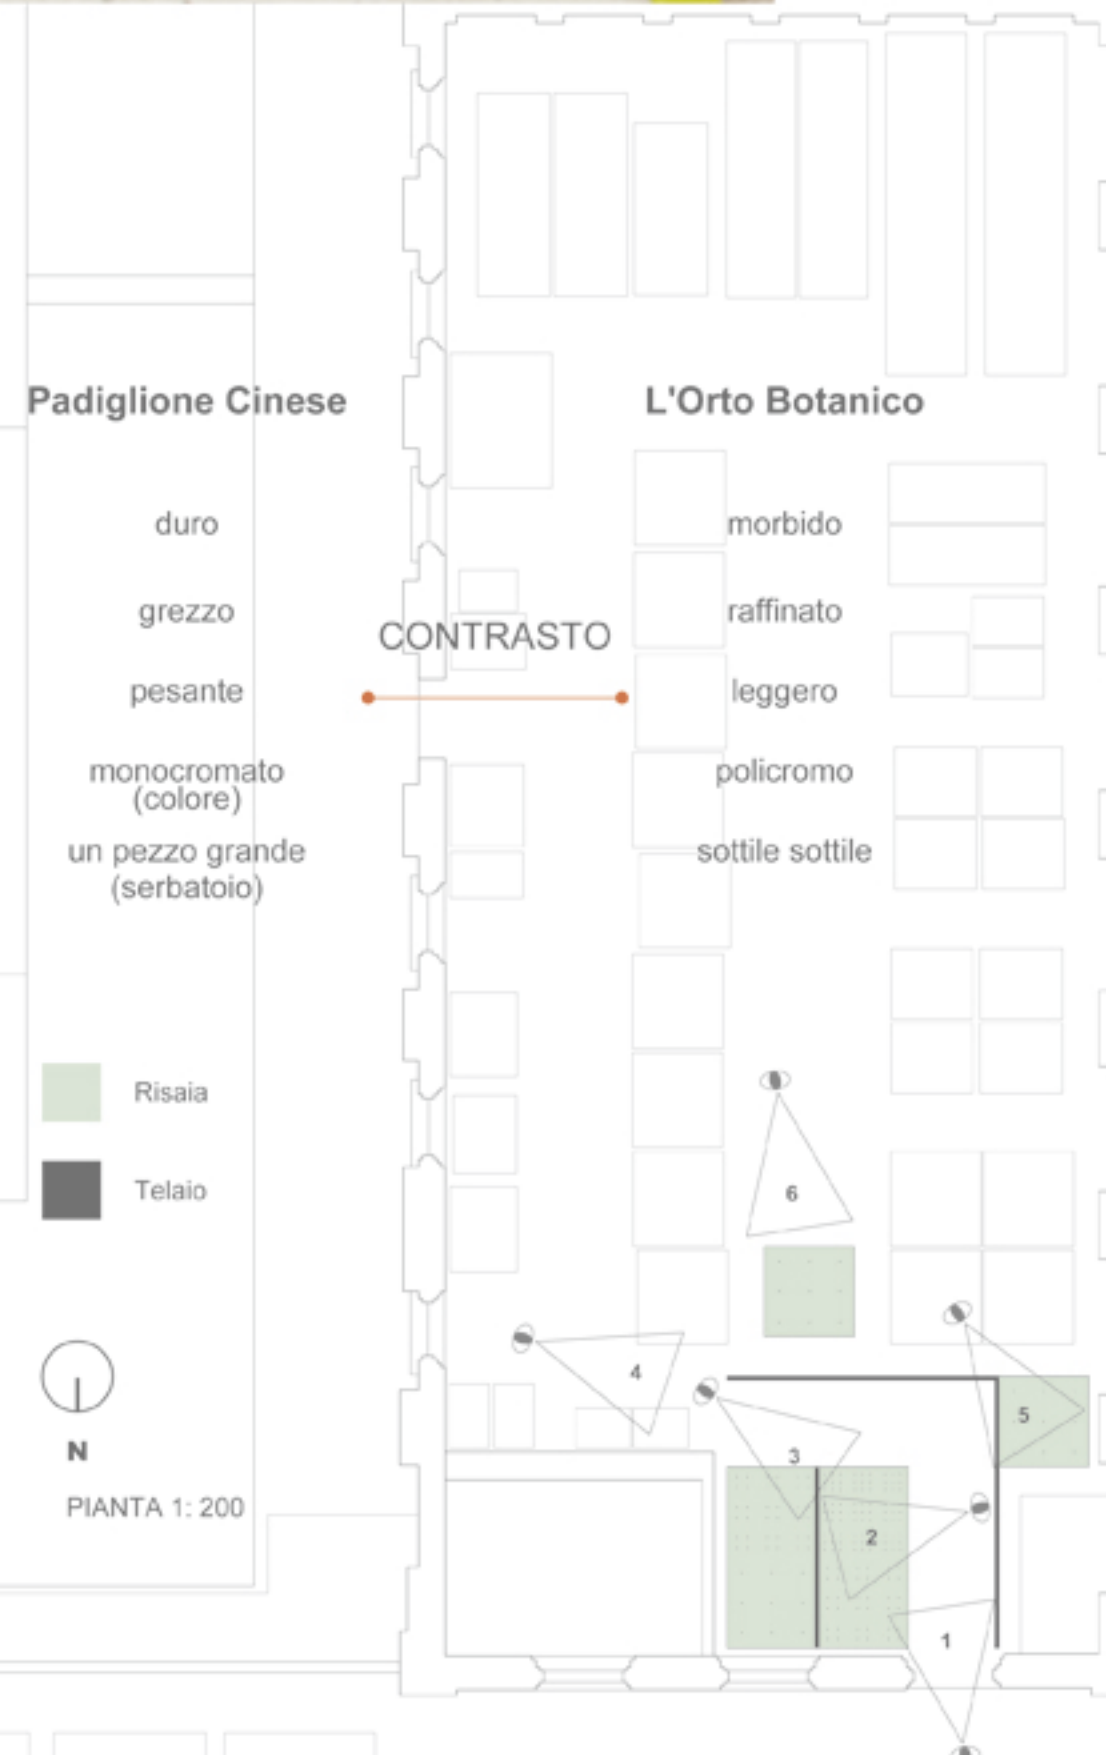 Padiglione Cinese
L'Orto Botanico
duro
morbido
grezzo
raffinato
CONTRASTO
pesante
leggero
monocromato
(colore)
policromo
un pezzo grande
(serbatoio)
sottile sottile
Risaia
Telaio
6
4
5
3
N
PIANTA 1: 200
2
1